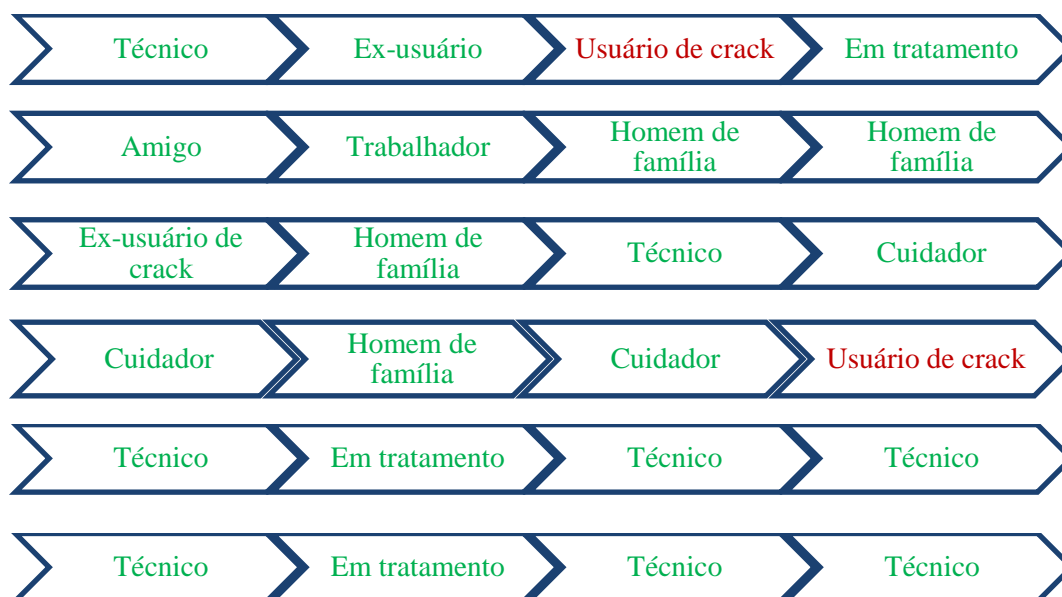 Técnico
Ex-usuário
Usuário de crack
Em tratamento
Amigo
Trabalhador
Homem de
família
Homem de
família
Ex-usuário de
crack
Homem de
família
Técnico
Cuidador
Cuidador
Homem de
família
Cuidador
Usuário de crack
Técnico
Em tratamento
Técnico
Técnico
Técnico
Em tratamento
Técnico
Técnico